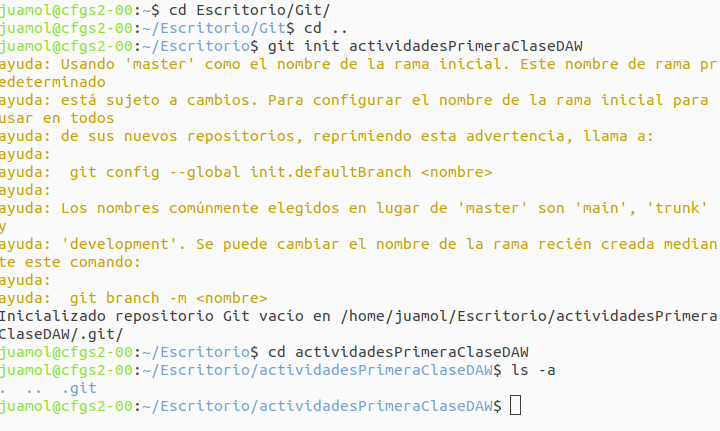 juamol@cfgs2-00:~$ cd Escritorio/Git/
juamol@cfgs2-00:~/Escritorio/Git$ cd ..
juamol@cfgs2-00:~/Escritorio$ git init actividadesPrimeraClaseDAW
ayuda: Usando 'master' como el nombre de la rama inicial. Este nombre de rama pr
edeterminado
ayuda: está sujeto a cambios. Para configurar el nombre de la rama inicial para
usar en todos
ayuda: de sus nuevos repositorios, reprimiendo esta advertencia, llama a:
ayuda:
ayuda:  git config --global init.defaultBranch <nombre>
ayuda:
ayuda: Los nombres comúnmente elegidos en lugar de 'master' son 'main', 'trunk'
y
ayuda: 'development'. Se puede cambiar el nombre de la rama recién creada median
te este comando:
ayuda:
ayuda:  git branch -m <nombre>
Inicializado repositorio Git vacío en /home/juamol/Escritorio/actividadesPrimera
ClaseDAW/.git/
juamol@cfgs2-00:~/Escritorio$ cd actividadesPrimeraClaseDAW
juamol@cfgs2-00:~/Escritorio/actividadesPrimeraClaseDAW$ ls -a
.  ..  .git
juamol@cfgs2-00:~/Escritorio/actividadesPrimeraClaseDAW$